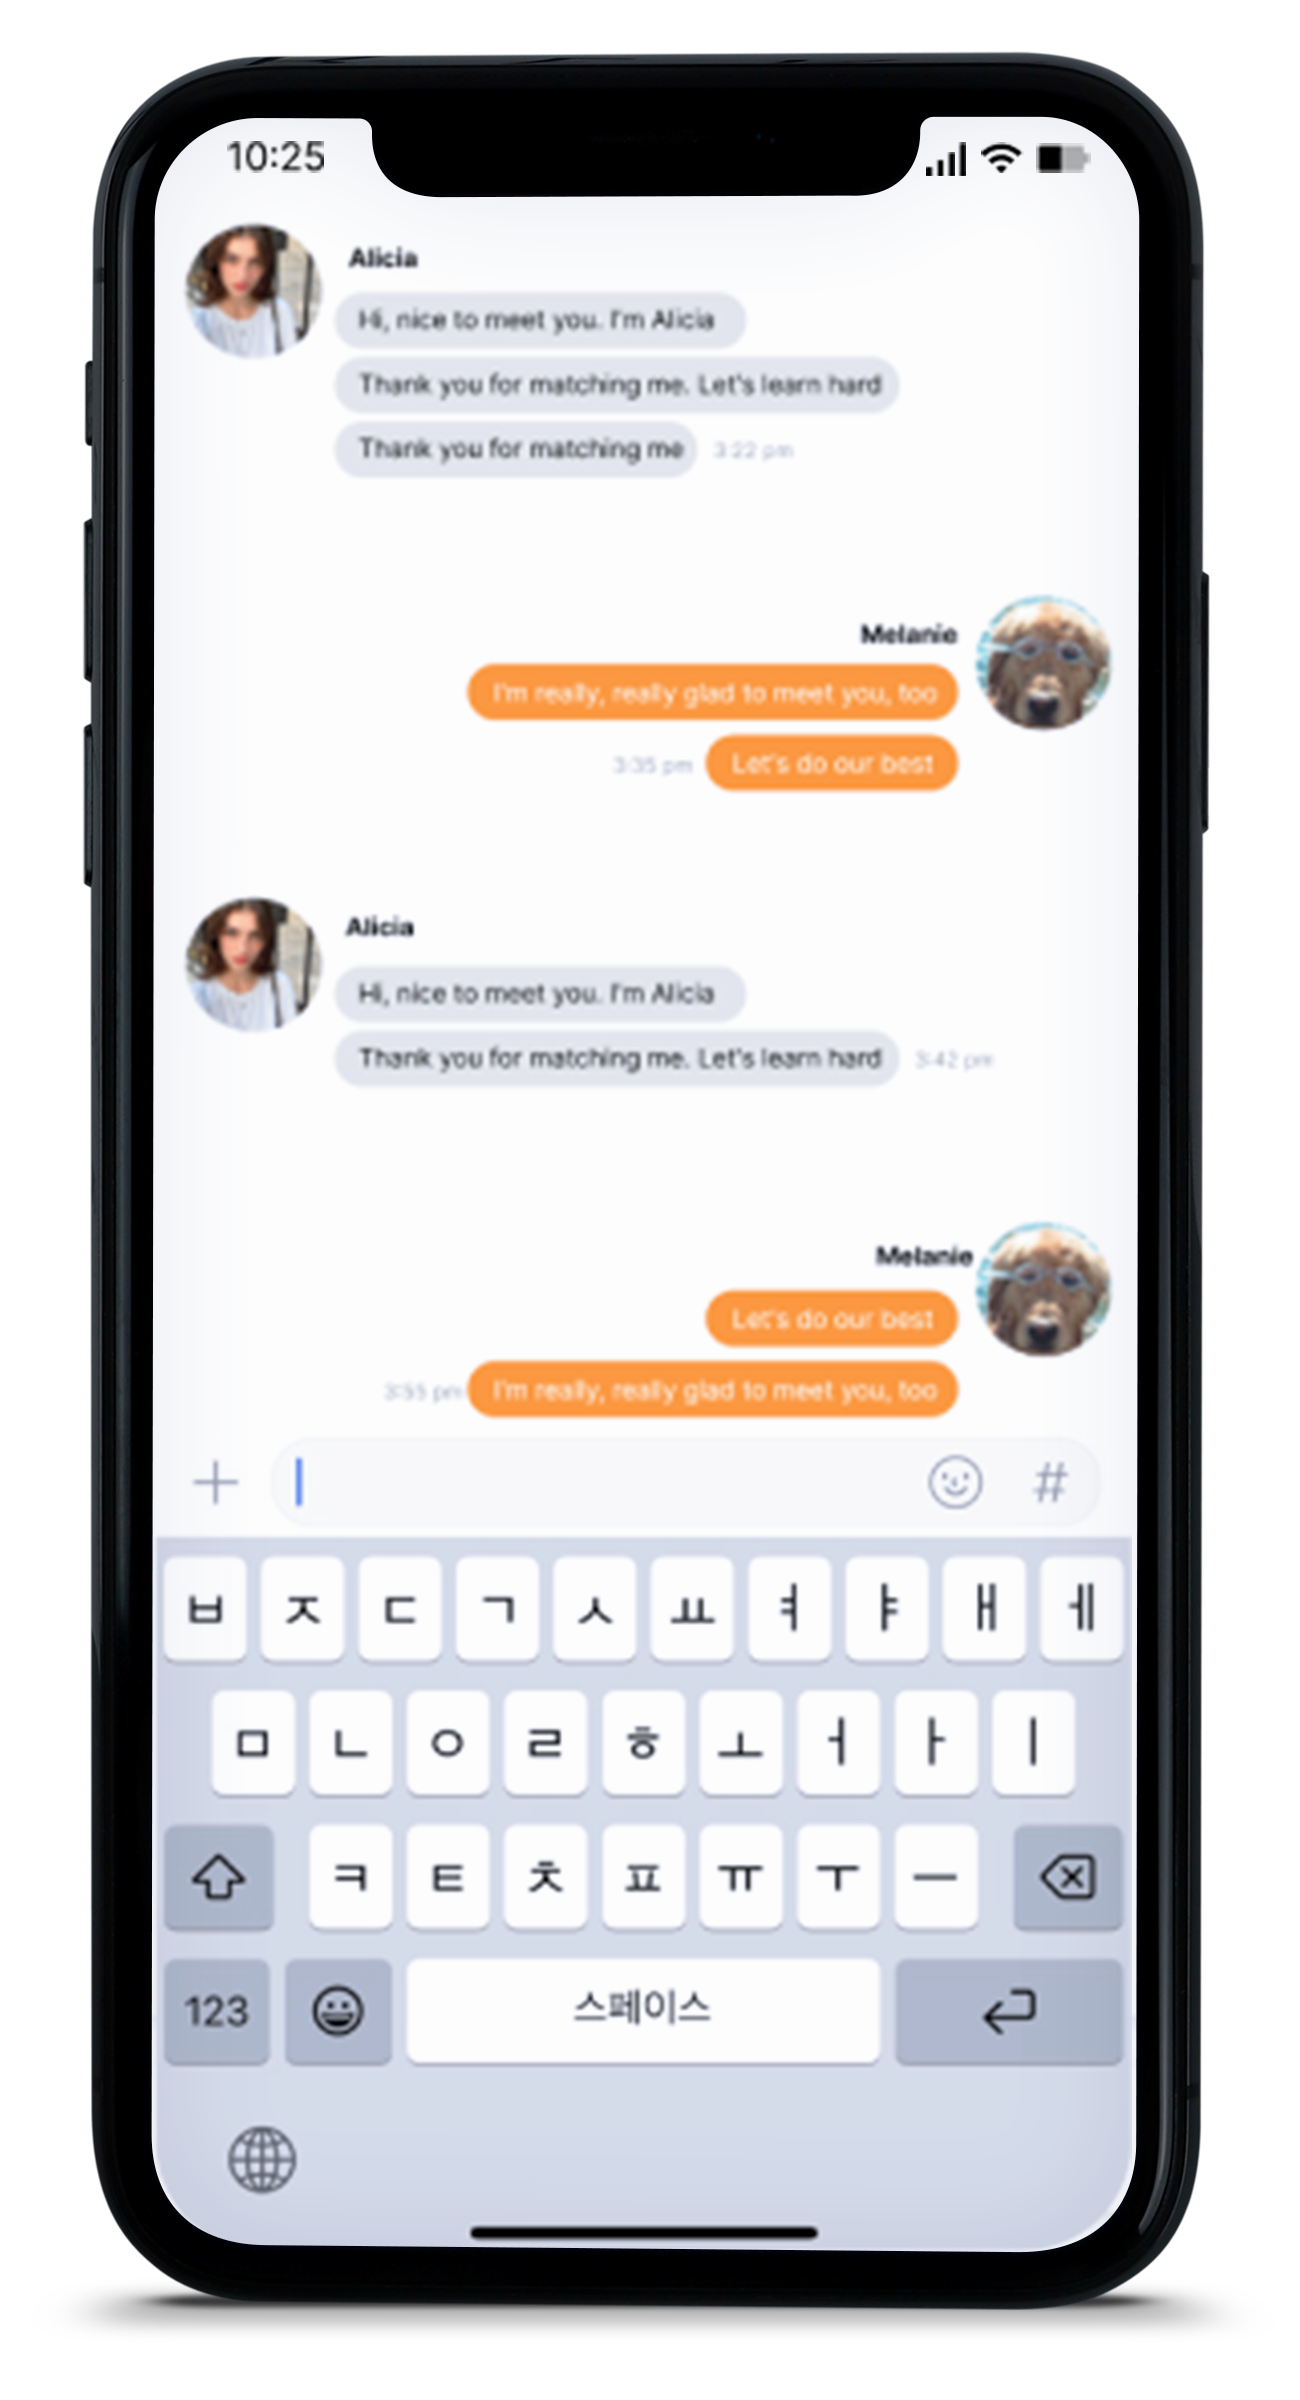 10:25
Alicia
Hi, nice to meet you. I'm Alicia
Thank you for matching me. Let's learn hard
Thank you for matching me 3:22 pm
Melanie
I'm really, really glad to meet you, too
3:35 pm Let's do our best
Alicia
Hi, nice to meet you. I'm Alicia
Thank you for matching me. Let's learn hard 3:42 pm
Melanie
Let's do our best
3:55 pm I'm really, really glad to meet you, too
#
ㅂ ㅈ ㄷ ㄱ ㅅ ㅛ ㅕ ㅑ ㅐ ㅔ
ㅁ ㄴ ㅇ ㄹ ㅎ ㅗ ㅓ ㅏ ㅣ
ㅋ ㅌ ㅊ ㅍ ㅠ ㅜ ㅡ
123 스페이스